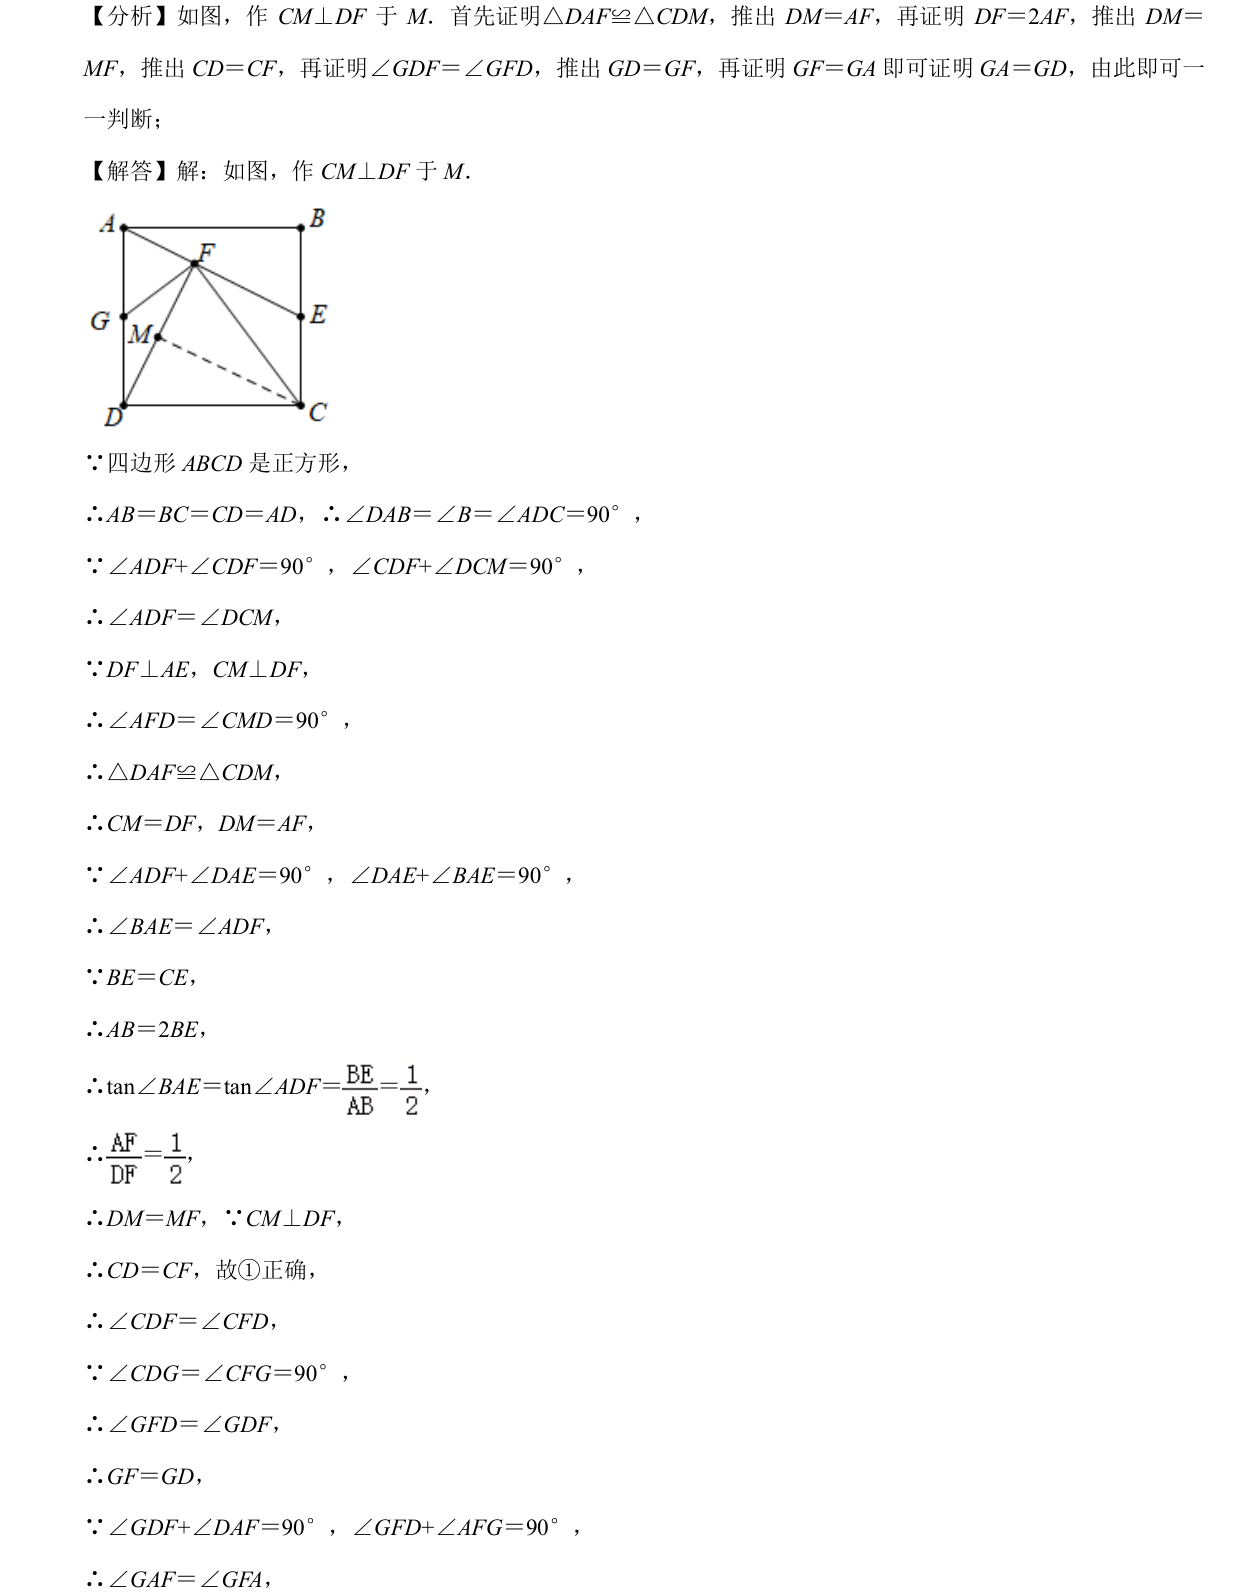 【分析】如图，作 CM⊥DF 于 M．首先证明△DAF≌△CDM，推出 DM＝AF，再证明 DF＝2AF，推出 DM＝
MF，推出 CD＝CF，再证明∠GDF＝∠GFD，推出 GD＝GF，再证明 GF＝GA 即可证明 GA＝GD，由此即可一
一判断；
【解答】解：如图，作 CM⊥DF 于 M．
A
B
F
G
E
M
D
C
∵四边形 ABCD 是正方形，
∴AB＝BC＝CD＝AD，∴∠DAB＝∠B＝∠ADC＝90°，
∵∠ADF+∠CDF＝90°，∠CDF+∠DCM＝90°，
∴∠ADF＝∠DCM，
∵DF⊥AE，CM⊥DF，
∴∠AFD＝∠CMD＝90°，
∴△DAF≌△CDM，
∴CM＝DF，DM＝AF，
∵∠ADF+∠DAE＝90°，∠DAE+∠BAE＝90°，
∴∠BAE＝∠ADF，
∵BE＝CE，
∴AB＝2BE，
∴tan∠BAE＝tan∠ADF＝BE/AB＝1/2，
∴AF/DF＝1/2，
∴DM＝MF，∵CM⊥DF，
∴CD＝CF，故①正确，
∴∠CDF＝∠CFD，
∵∠CDG＝∠CFG＝90°，
∴∠GFD＝∠GDF，
∴GF＝GD，
∵∠GDF+∠DAF＝90°，∠GFD+∠AFG＝90°，
∴∠GAF＝∠GFA，